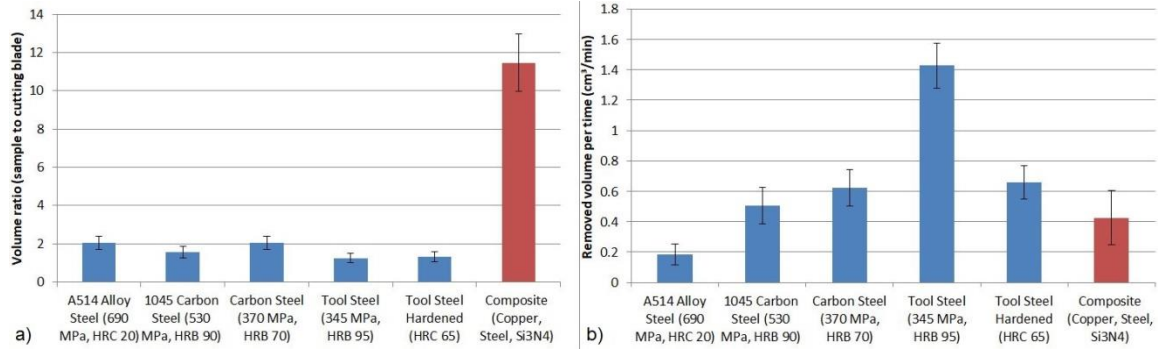 Volume ratio (sample to cutting blade)
14
12
10
8
6
4
2
0
A514 Alloy Steel (690 MPa, HRC 20)
1045 Carbon Steel (530 MPa, HRB 90)
Carbon Steel (370 MPa, HRB 70)
Tool Steel (345 MPa, HRB 95)
Tool Steel Hardened (HRC 65)
Composite (Copper, Steel, Si3N4)
a)
Removed volume per time (cm³/min)
1.8
1.6
1.4
1.2
1
0.8
0.6
0.4
0.2
0
A514 Alloy Steel (690 MPa, HRC 20)
1045 Carbon Steel (530 MPa, HRB 90)
Carbon Steel (370 MPa, HRB 70)
Tool Steel (345 MPa, HRB 95)
Tool Steel Hardened (HRC 65)
Composite (Copper, Steel, Si3N4)
b)